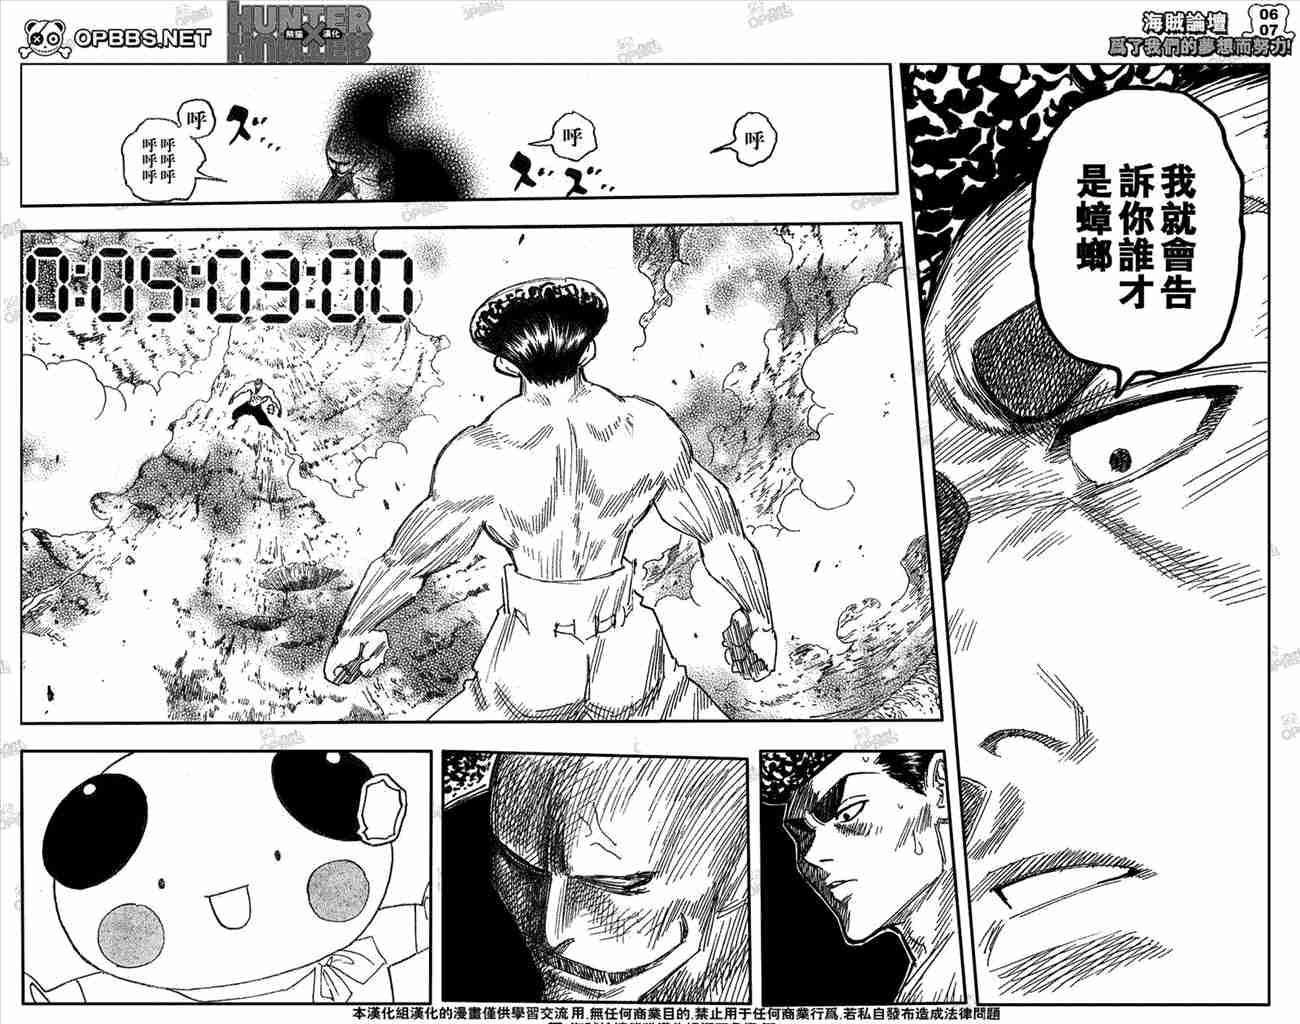 OPBBS.NET
HUNTER
×
HUNTER
熊貓
漢化
海賊論壇
爲了我們的夢想而努力!
06
07
我就會告
訴你誰才
是蟑螂
呼
ズ…
呼
ズ
ズ…
呼
呼呼
呼呼
呼呼
0:05:03:00
本漢化組漢化的漫畫僅供學習交流用,無任何商業目的,禁止用于任何商業行爲,若私自發布造成法律問題